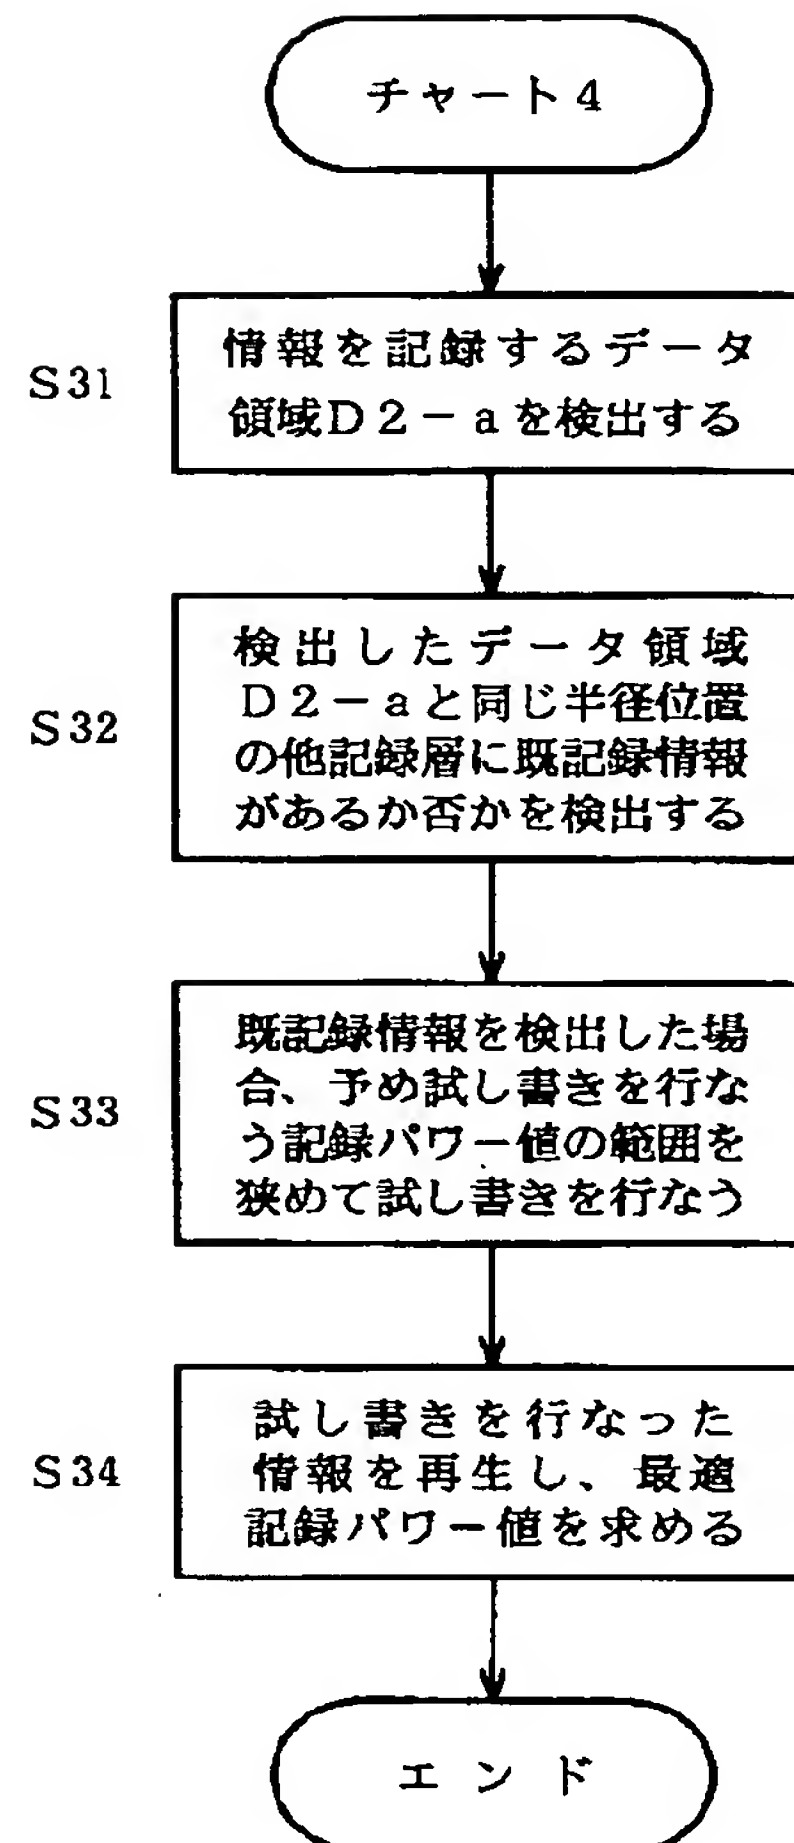 チャート4
S31
情報を記録するデータ
領域D2-aを検出する
S32
検出したデータ領域
D2-aと同じ半径位置
の他記録層に既記録情報
があるか否かを検出する
S33
既記録情報を検出した場
合、予め試し書きを行な
う記録パワー値の範囲を
狭めて試し書きを行なう
S34
試し書きを行なった
情報を再生し、最適
記録パワー値を求める
エンド